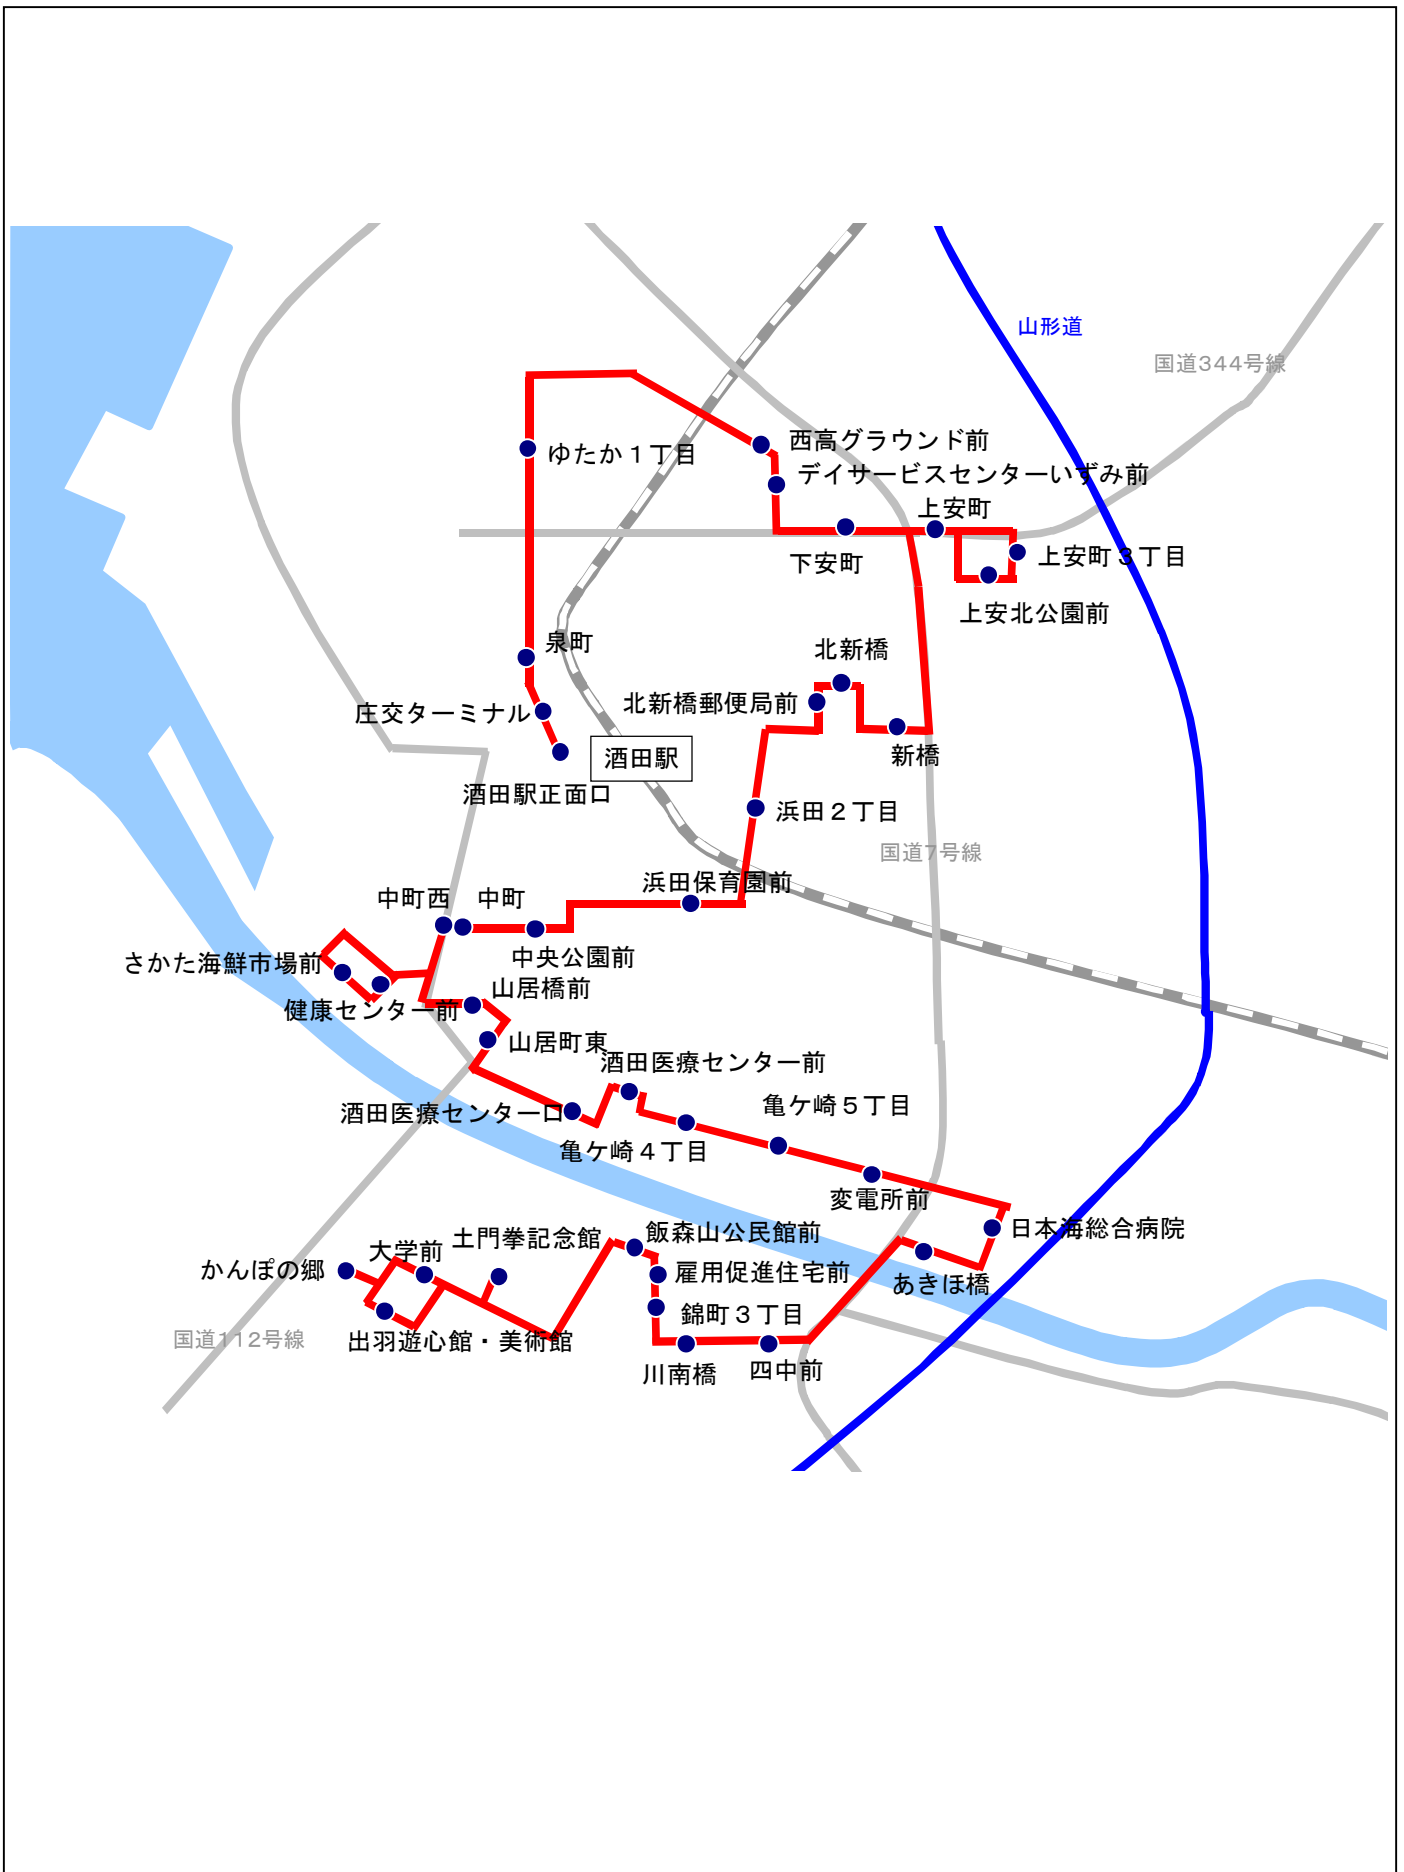 山形道
国道344号線
西高グラウンド前
ゆたか１丁目
デイサービスセンターいずみ前
上安町
下安町
上安町３丁目
上安北公園前
泉町
北新橋
北新橋郵便局前
庄交ターミナル
酒田駅
新橋
酒田駅正面口
浜田２丁目
国道7号線
浜田保育園前
中町西
中町
中央公園前
さかた海鮮市場前
山居橋前
健康センター前
山居町東
酒田医療センター前
酒田医療センター口
亀ケ崎５丁目
亀ケ崎４丁目
変電所前
日本海総合病院
飯森山公民館前
土門拳記念館
大学前
かんぽの郷
雇用促進住宅前
あきほ橋
錦町３丁目
国道112号線
出羽遊心館・美術館
川南橋
四中前